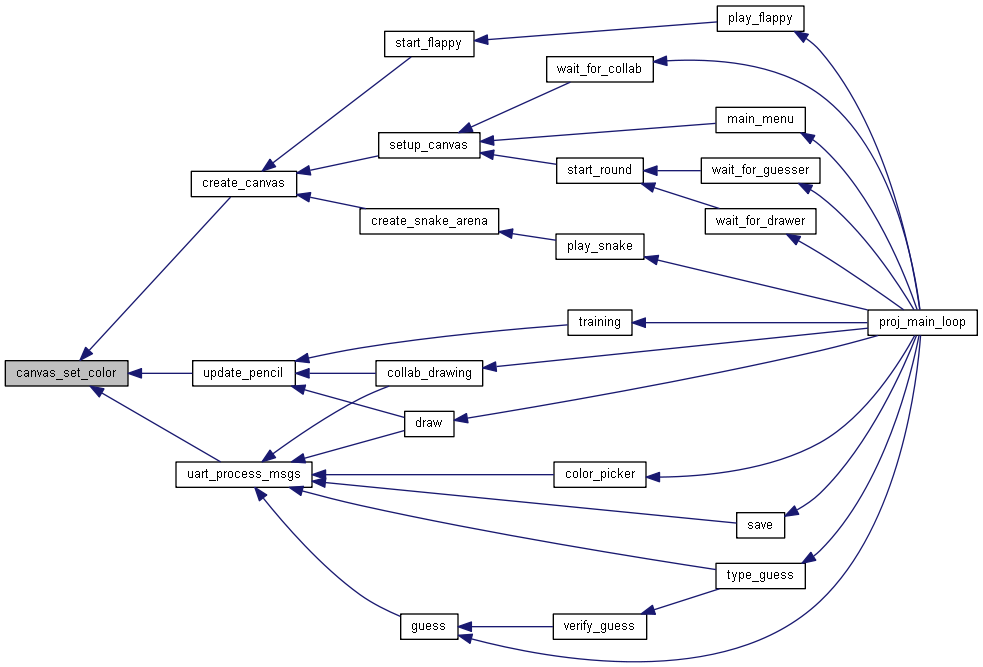 play_flappy
start_flappy
wait_for_collab
main_menu
setup_canvas
start_round
wait_for_guesser
create_canvas
create_snake_arena
wait_for_drawer
play_snake
training
proj_main_loop
canvas_set_color
update_pencil
collab_drawing
draw
uart_process_msgs
color_picker
save
type_guess
guess
verify_guess